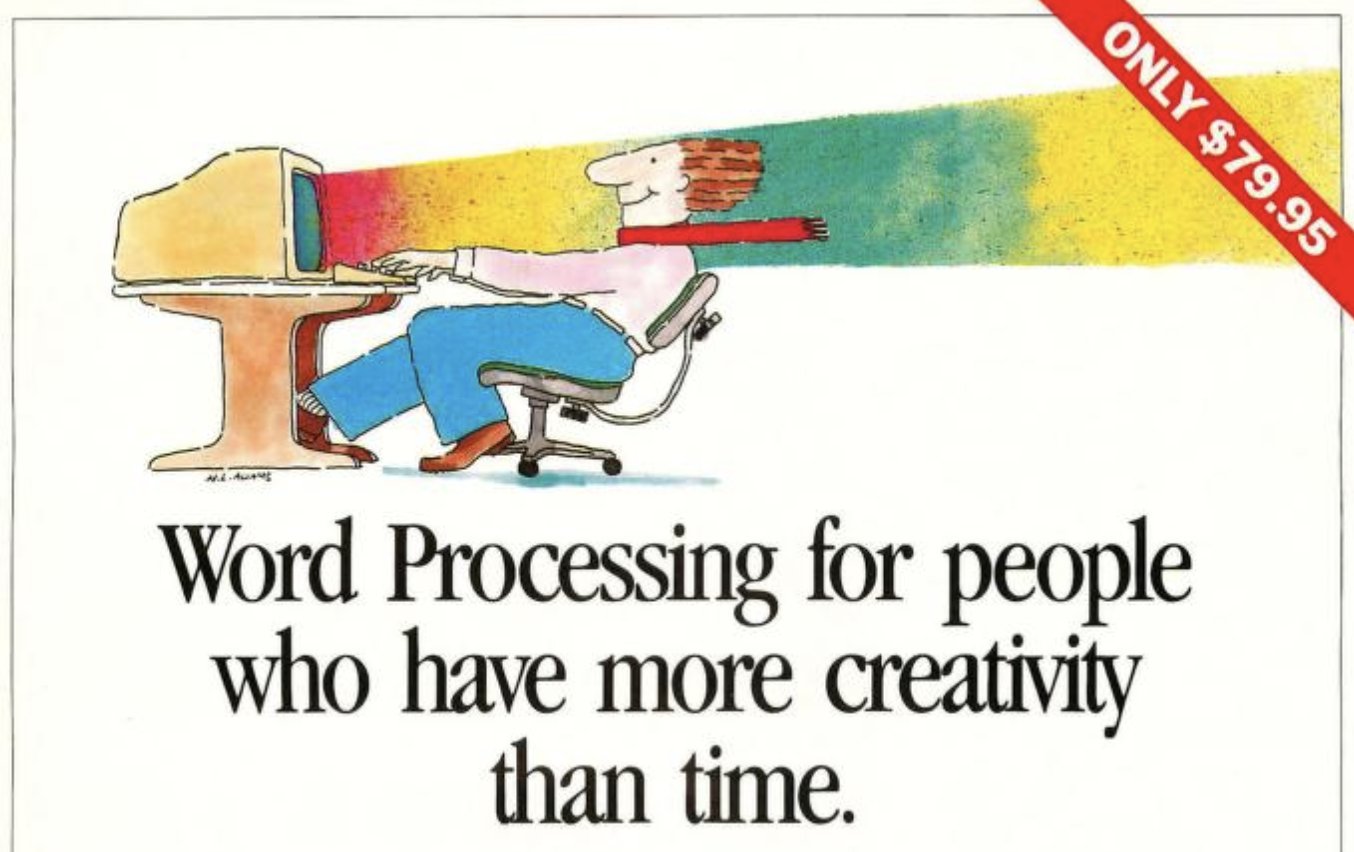 ONLY $79.95
Word Processing for people
who have more creativity
than time.